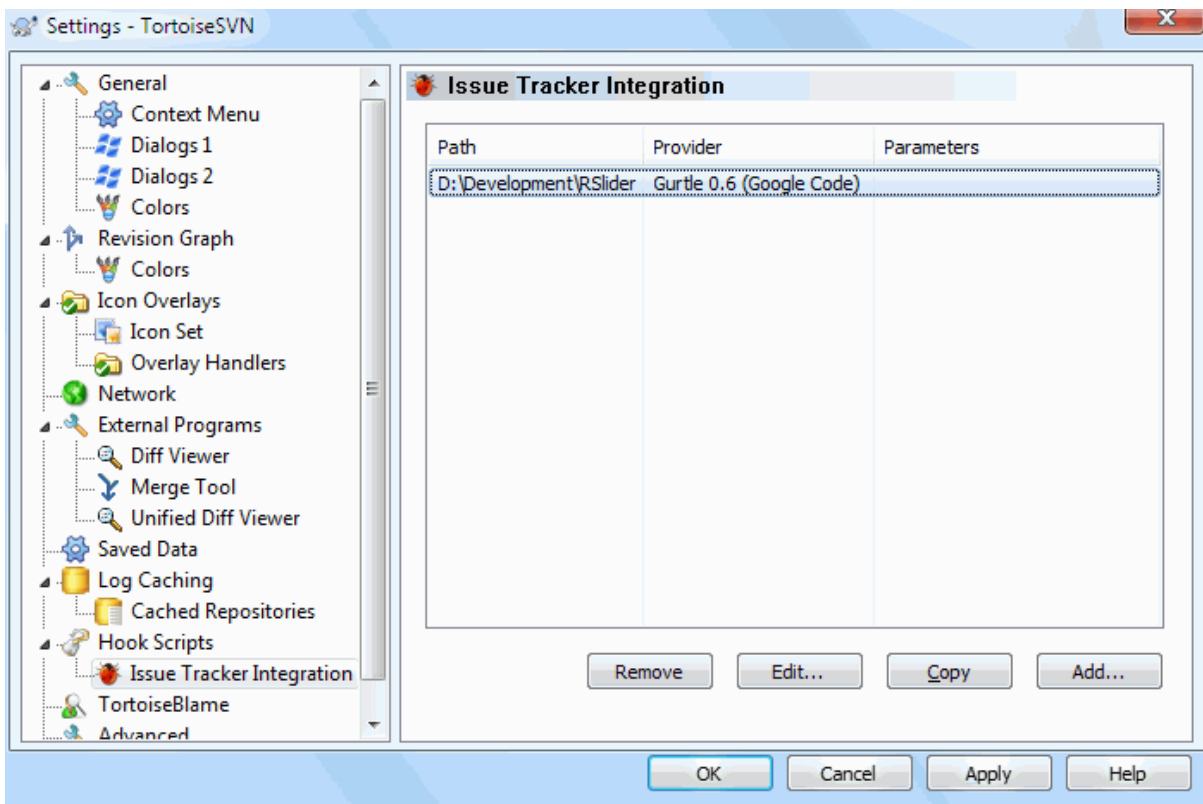 Settings - TortoiseSVN
General
Context Menu
Dialogs 1
Dialogs 2
Colors
Revision Graph
Colors
Icon Overlays
Icon Set
Overlay Handlers
Network
External Programs
Diff Viewer
Merge Tool
Unified Diff Viewer
Saved Data
Log Caching
Cached Repositories
Hook Scripts
Issue Tracker Integration
TortoiseBlame
Advanced
Issue Tracker Integration
Path Provider Parameters
D:\Development\RSlider Gurtle 0.6 (Google Code)
Remove Edit... Copy Add...
OK Cancel Apply Help